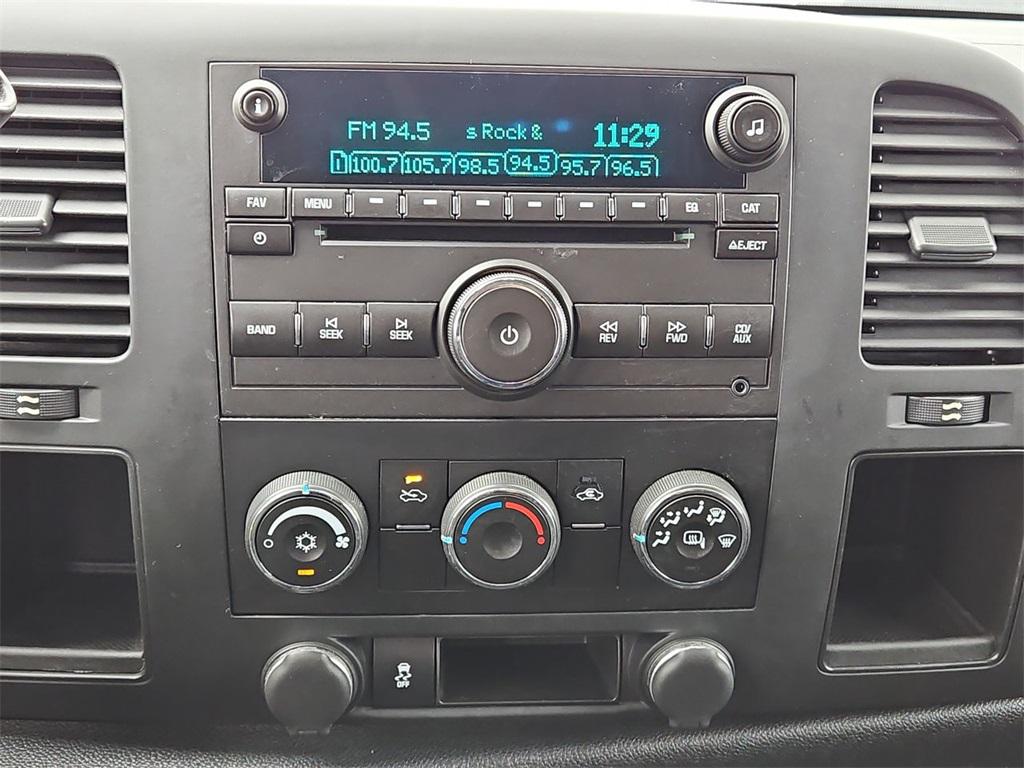 FM 94.5 s Rock & 11:29
1 100.7 105.7 98.5 94.5 95.7 96.5
FAV MENU EQ CAT
EJECT
BAND SEEK SEEK REV FWD CD/
AUX
OFF